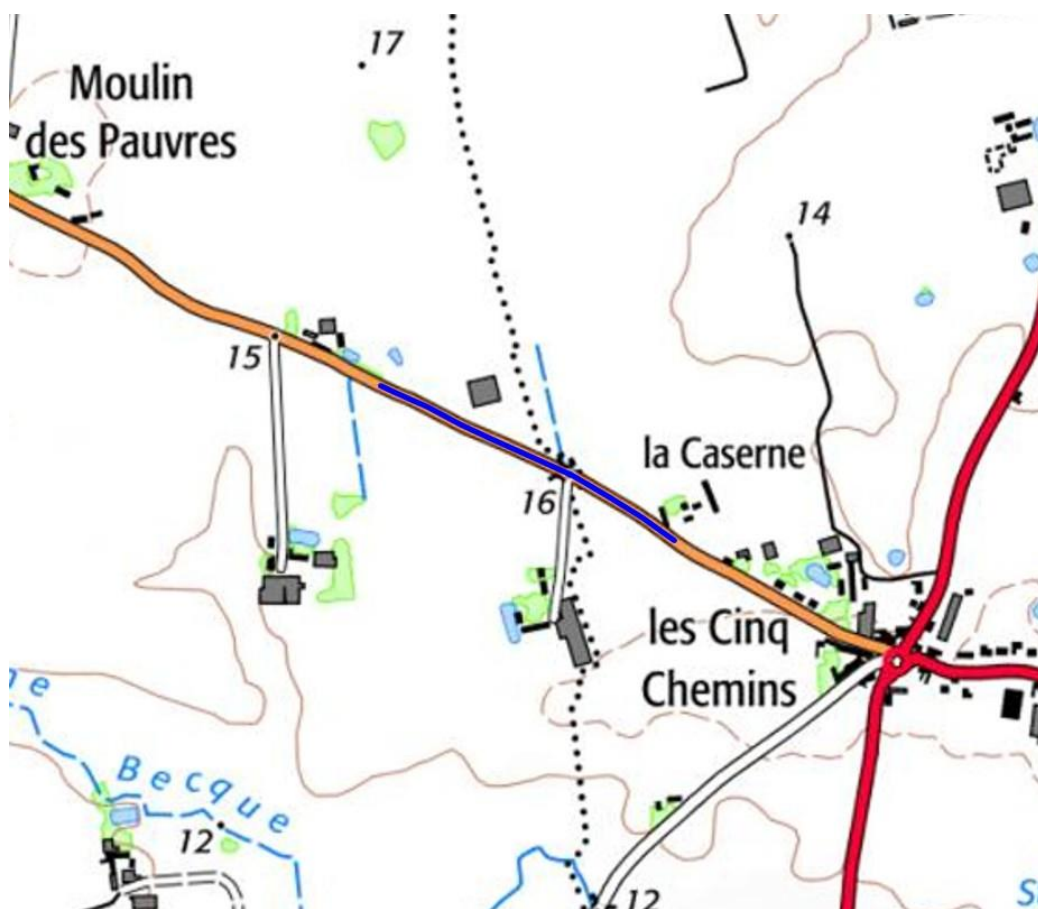 17
Moulin
des Pauvres
14
15
la Caserne
16
les Cinq
Chemins
Becque
12
12